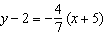 y − 2 = −4/7 (x + 5)